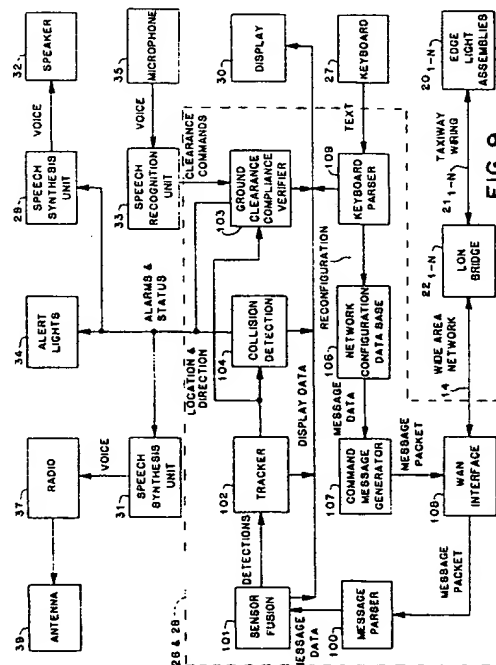 39
ANTENNA
37
RADIO
VOICE
31
SPEECH SYNTHESIS UNIT
34
ALERT LIGHTS
29
SPEECH SYNTHESIS UNIT
VOICE
32
SPEAKER
35
MICROPHONE
VOICE
33
SPEECH RECOGNITION UNIT
ALARMS & STATUS
CLEARANCE COMMANDS
26 & 28
LOCATION & DIRECTION
101
SENSOR FUSION
DETECTIONS
102
TRACKER
104
COLLISION DETECTION
103
GROUND CLEARANCE COMPLIANCE VERIFIER
30
DISPLAY
DISPLAY DATA
MESSAGE DATA
100
MESSAGE PARSER
107
COMMAND MESSAGE GENERATOR
MESSAGE DATA
106
NETWORK CONFIGURATION DATA BASE
RECONFIGURATION
109
KEYBOARD PARSER
TEXT
27
KEYBOARD
MESSAGE PACKET
MESSAGE PACKET
108
WAN INTERFACE
14
WIDE AREA NETWORK
22 1-N
LON BRIDGE
21 1-N
TAXIWAY WIRING
20 1-N
EDGE LIGHT ASSEMBLIES
FIG. 9